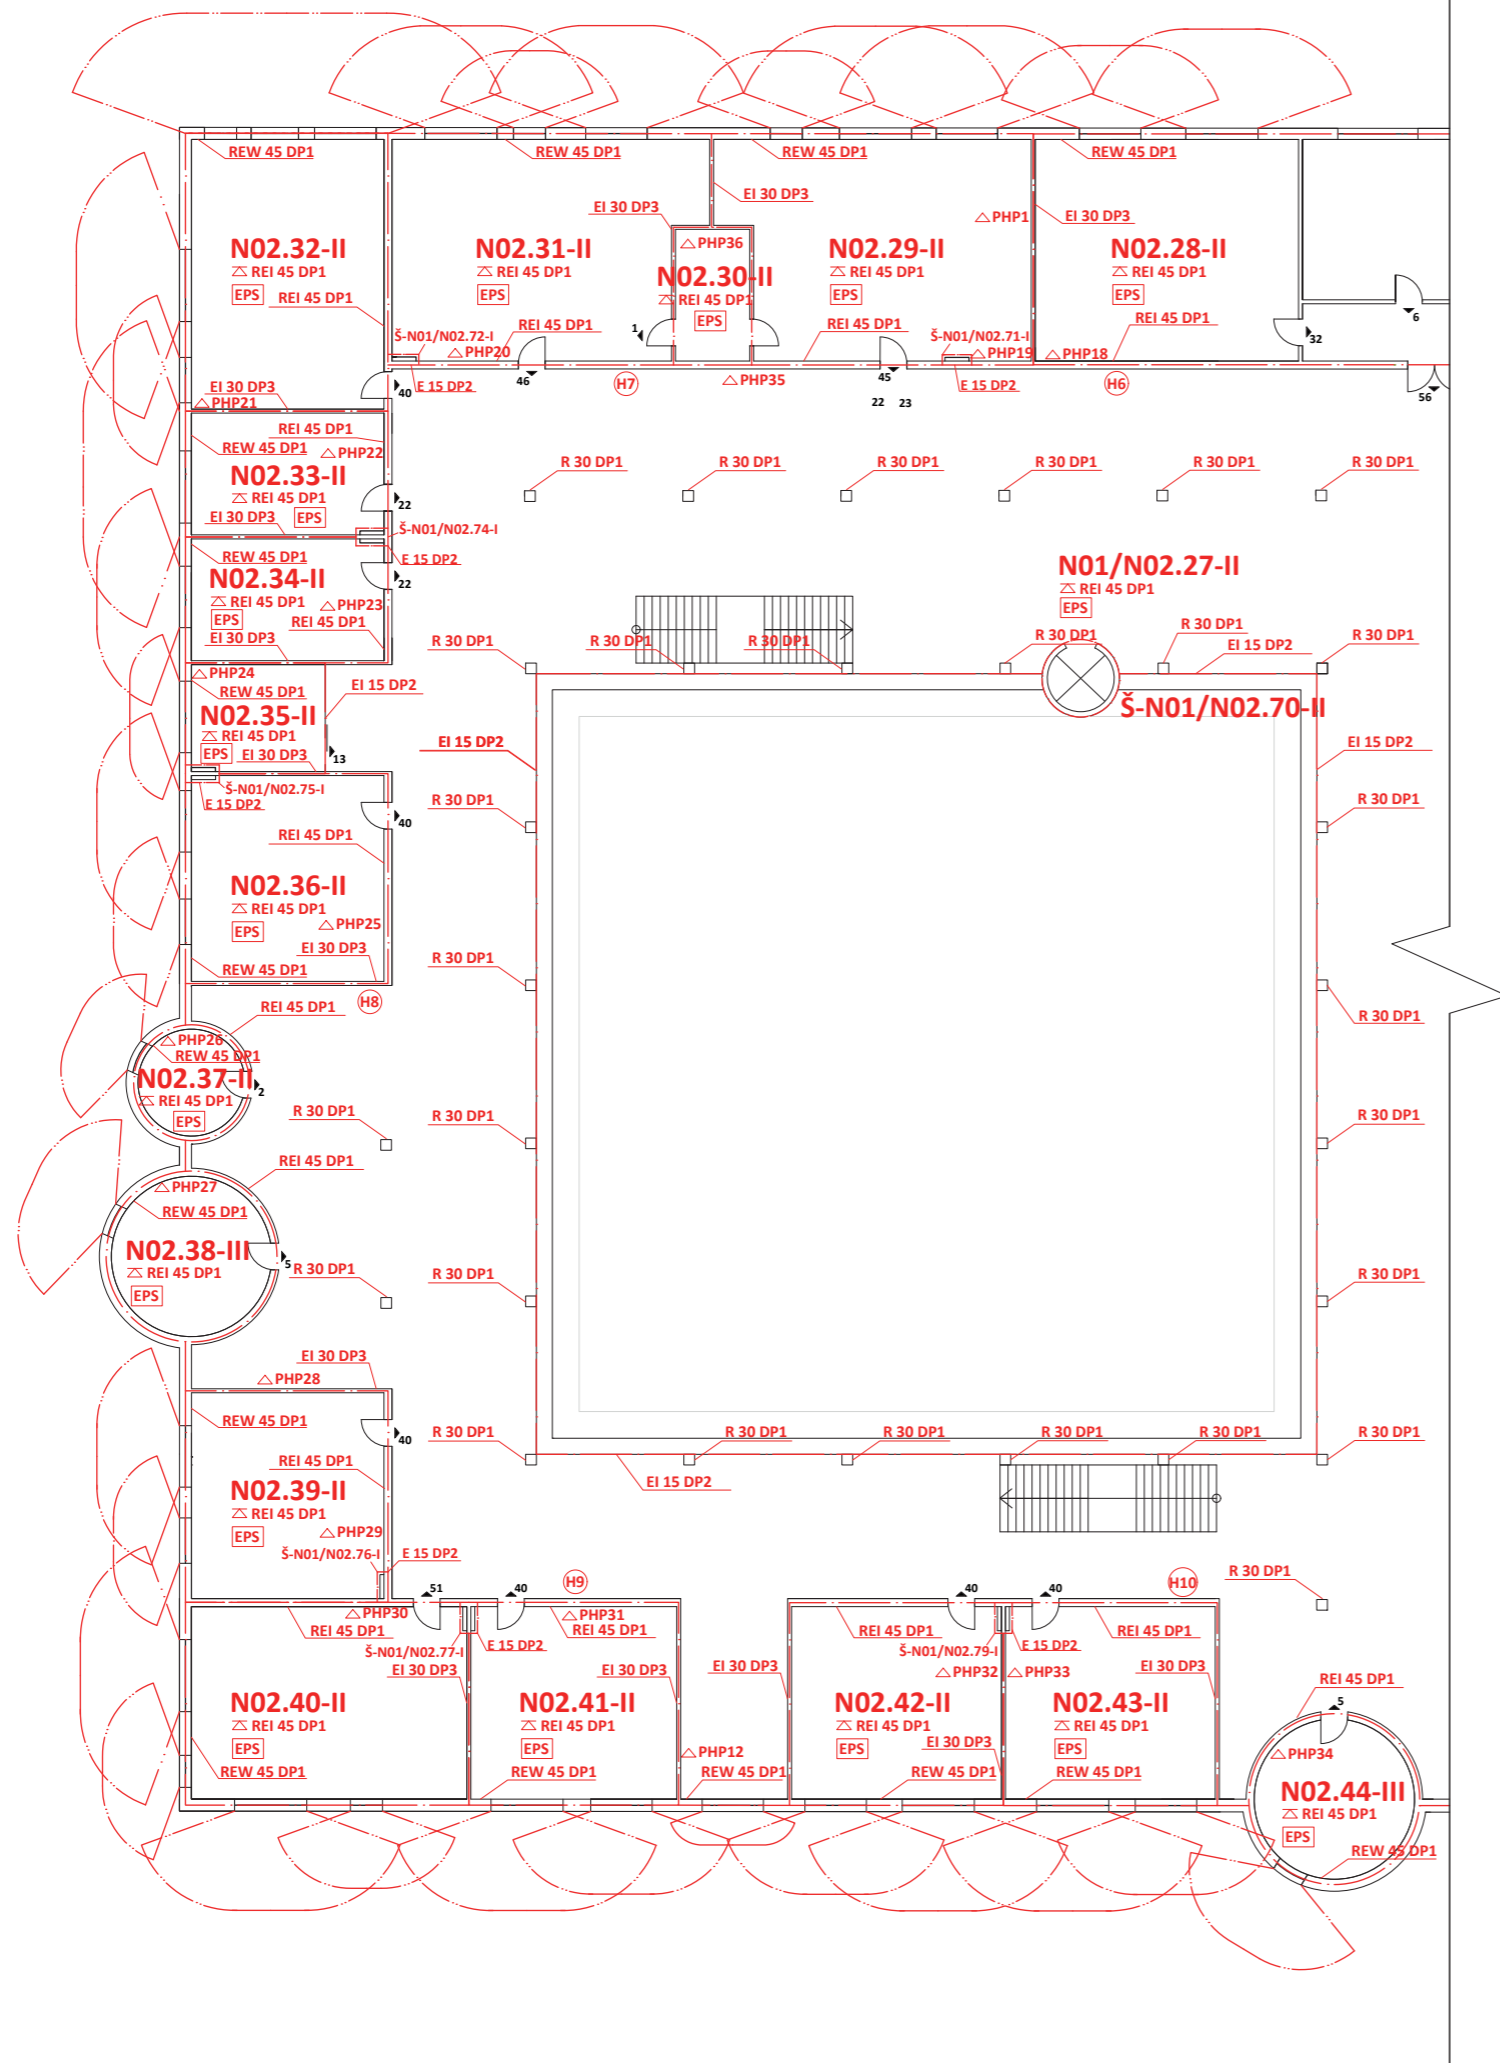 REW 45 DP1
REW 45 DP1
REW 45 DP1
REW 45 DP1
EI 30 DP3
EI 30 DP3
EI 30 DP3
PHP1
PHP36
N02.32-II
REI 45 DP1
EPS
REI 45 DP1
N02.31-II
REI 45 DP1
EPS
N02.30-II
REI 45 DP1
EPS
N02.29-II
REI 45 DP1
EPS
N02.28-II
REI 45 DP1
EPS
REI 45 DP1
REI 45 DP1
REI 45 DP1
6
1
32
Š-N01/N02.72-I
PHP20
Š-N01/N02.71-I
PHP19
PHP18
46
H7
PHP35
45
E 15 DP2
H6
56
E 15 DP2
40
22
23
EI 30 DP3
PHP21
REI 45 DP1
REW 45 DP1
PHP22
N02.33-II
REI 45 DP1
EPS
22
EI 30 DP3
Š-N01/N02.74-I
E 15 DP2
R 30 DP1
R 30 DP1
R 30 DP1
R 30 DP1
R 30 DP1
R 30 DP1
REW 45 DP1
N02.34-II
REI 45 DP1
EPS
PHP23
REI 45 DP1
22
EI 30 DP3
N01/N02.27-II
REI 45 DP1
EPS
R 30 DP1
R 30 DP1
R 30 DP1
R 30 DP1
R 30 DP1
EI 15 DP2
R 30 DP1
PHP24
REW 45 DP1
EI 15 DP2
N02.35-II
REI 45 DP1
EPS
EI 30 DP3
13
Š-N01/N02.70-II
EI 15 DP2
EI 15 DP2
Š-N01/N02.75-I
E 15 DP2
R 30 DP1
R 30 DP1
40
REI 45 DP1
N02.36-II
REI 45 DP1
EPS
PHP25
EI 30 DP3
REW 45 DP1
R 30 DP1
H8
REI 45 DP1
R 30 DP1
PHP26
REW 45 DP1
N02.37-II
REI 45 DP1
EPS
2
R 30 DP1
R 30 DP1
R 30 DP1
REI 45 DP1
PHP27
REW 45 DP1
N02.38-III
REI 45 DP1
EPS
5
R 30 DP1
R 30 DP1
R 30 DP1
EI 30 DP3
PHP28
REW 45 DP1
40
REI 45 DP1
R 30 DP1
R 30 DP1
R 30 DP1
R 30 DP1
R 30 DP1
R 30 DP1
EI 15 DP2
N02.39-II
REI 45 DP1
EPS
PHP29
Š-N01/N02.76-I
E 15 DP2
51
40
H9
40
40
H10
R 30 DP1
PHP30
REI 45 DP1
PHP31
REI 45 DP1
REI 45 DP1
REI 45 DP1
Š-N01/N02.77-I
E 15 DP2
Š-N01/N02.79-I
E 15 DP2
EI 30 DP3
EI 30 DP3
EI 30 DP3
PHP32
PHP33
EI 30 DP3
REI 45 DP1
5
N02.40-II
REI 45 DP1
EPS
N02.41-II
REI 45 DP1
EPS
N02.42-II
REI 45 DP1
EPS
N02.43-II
REI 45 DP1
EPS
EI 30 DP3
PHP12
PHP34
REW 45 DP1
REW 45 DP1
REW 45 DP1
REW 45 DP1
REW 45 DP1
N02.44-III
REI 45 DP1
EPS
REW 45 DP1